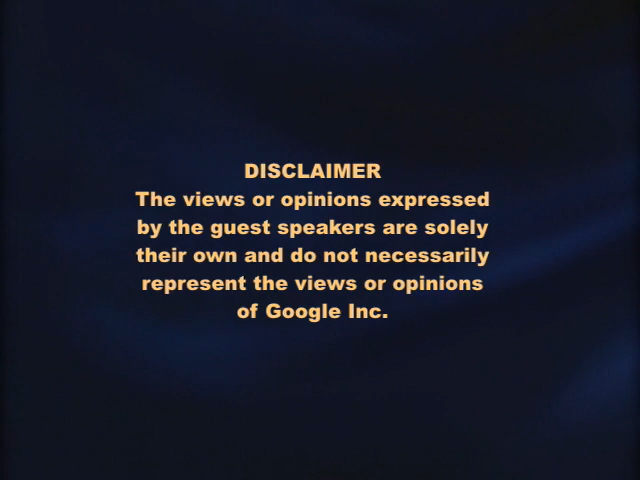 DISCLAIMER
The views or opinions expressed
by the guest speakers are solely
their own and do not necessarily
represent the views or opinions
of Google Inc.